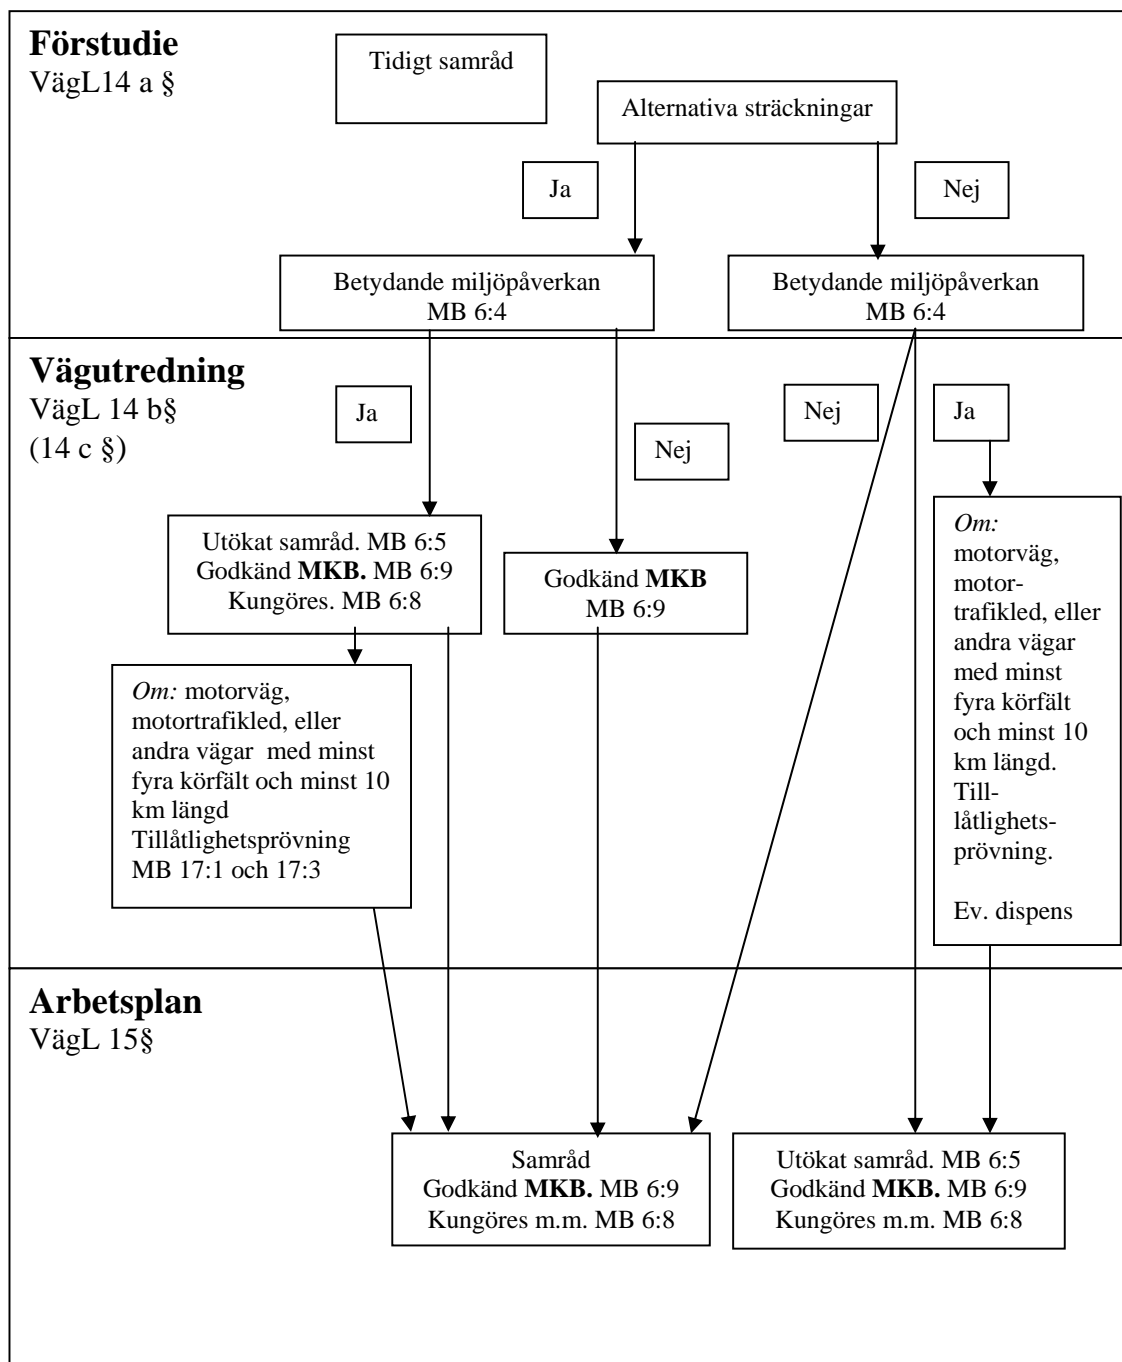 Förstudie
VägL14 a §
Tidigt samråd
Alternativa sträckningar
Ja
Nej
Betydande miljöpåverkan
MB 6:4
Betydande miljöpåverkan
MB 6:4
Vägutredning
VägL 14 b§
(14 c §)
Ja
Nej
Nej
Ja
Utökat samråd. MB 6:5
Godkänd MKB. MB 6:9
Kungöres. MB 6:8
Godkänd MKB
MB 6:9
Om:
motorväg,
motor-
trafikled, eller
andra vägar
med minst
fyra körfält
och minst 10
km längd.
Till-
låtlighets-
prövning.
Ev. dispens
Om: motorväg,
motortrafikled, eller
andra vägar med minst
fyra körfält och minst 10
km längd
Tillåtlighetsprövning
MB 17:1 och 17:3
Arbetsplan
VägL 15§
Samråd
Godkänd MKB. MB 6:9
Kungöres m.m. MB 6:8
Utökat samråd. MB 6:5
Godkänd MKB. MB 6:9
Kungöres m.m. MB 6:8